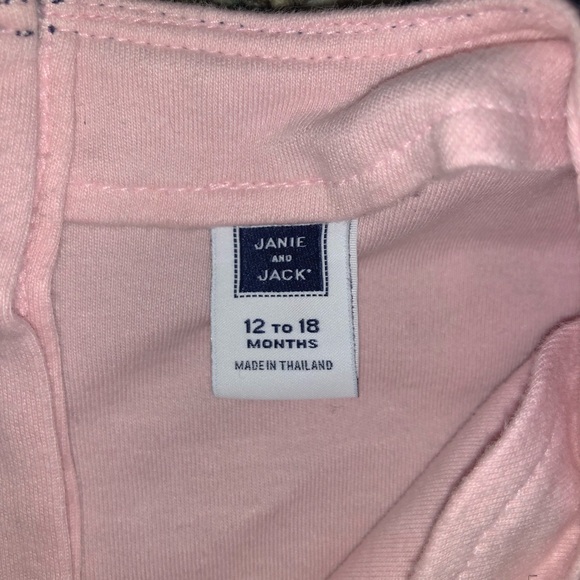 JANIE
AND
JACK®
12 TO 18
MONTHS
MADE IN THAILAND